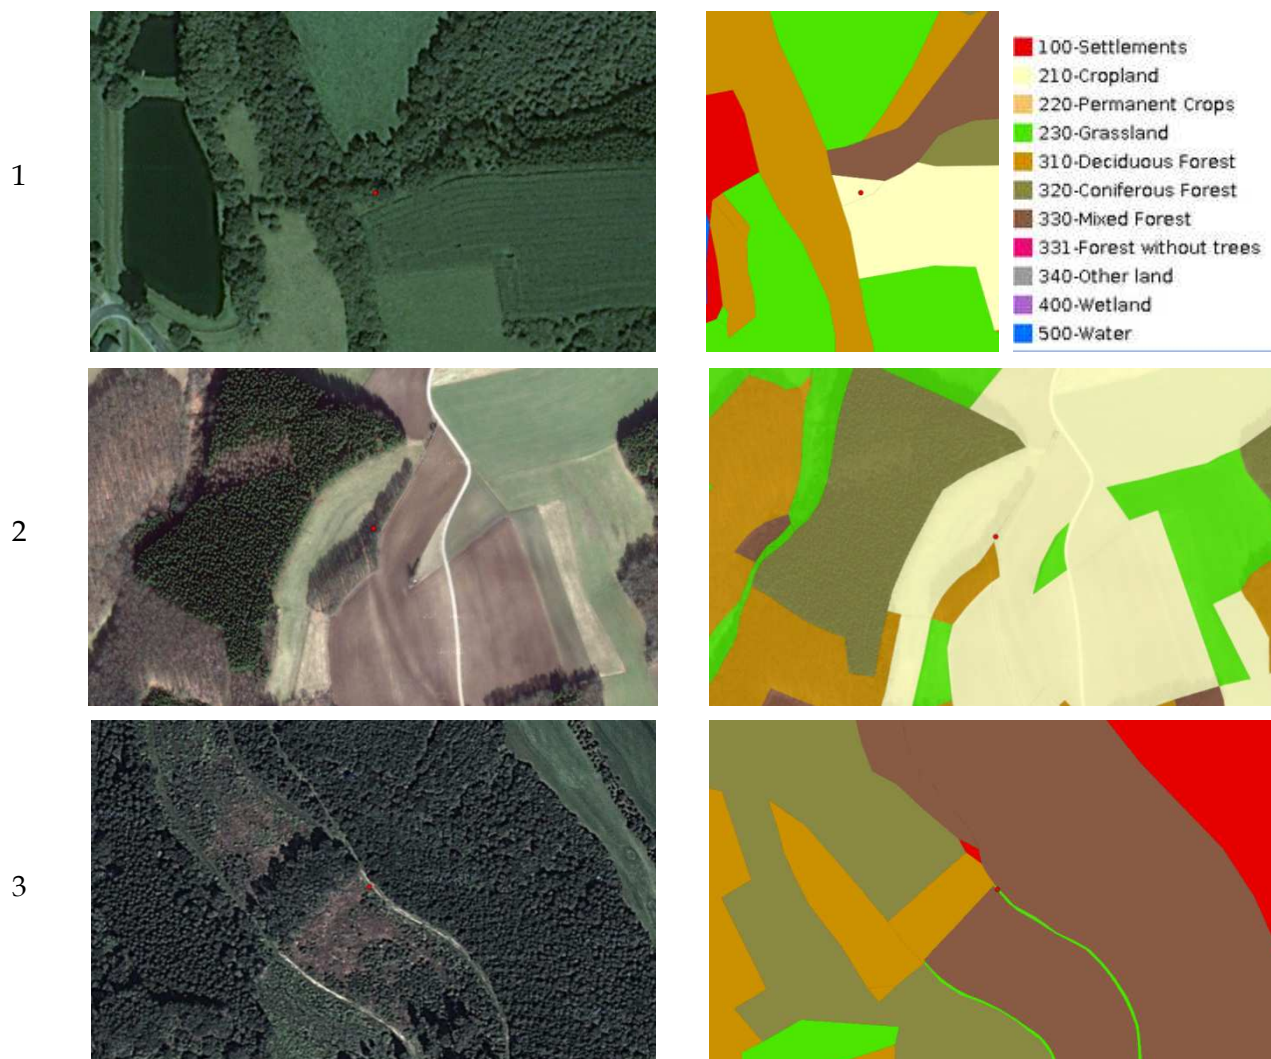 1
100-Settlements
210-Cropland
220-Permanent Crops
230-Grassland
310-Deciduous Forest
320-Coniferous Forest
330-Mixed Forest
331-Forest without trees
340-Other land
400-Wetland
500-Water
2
3